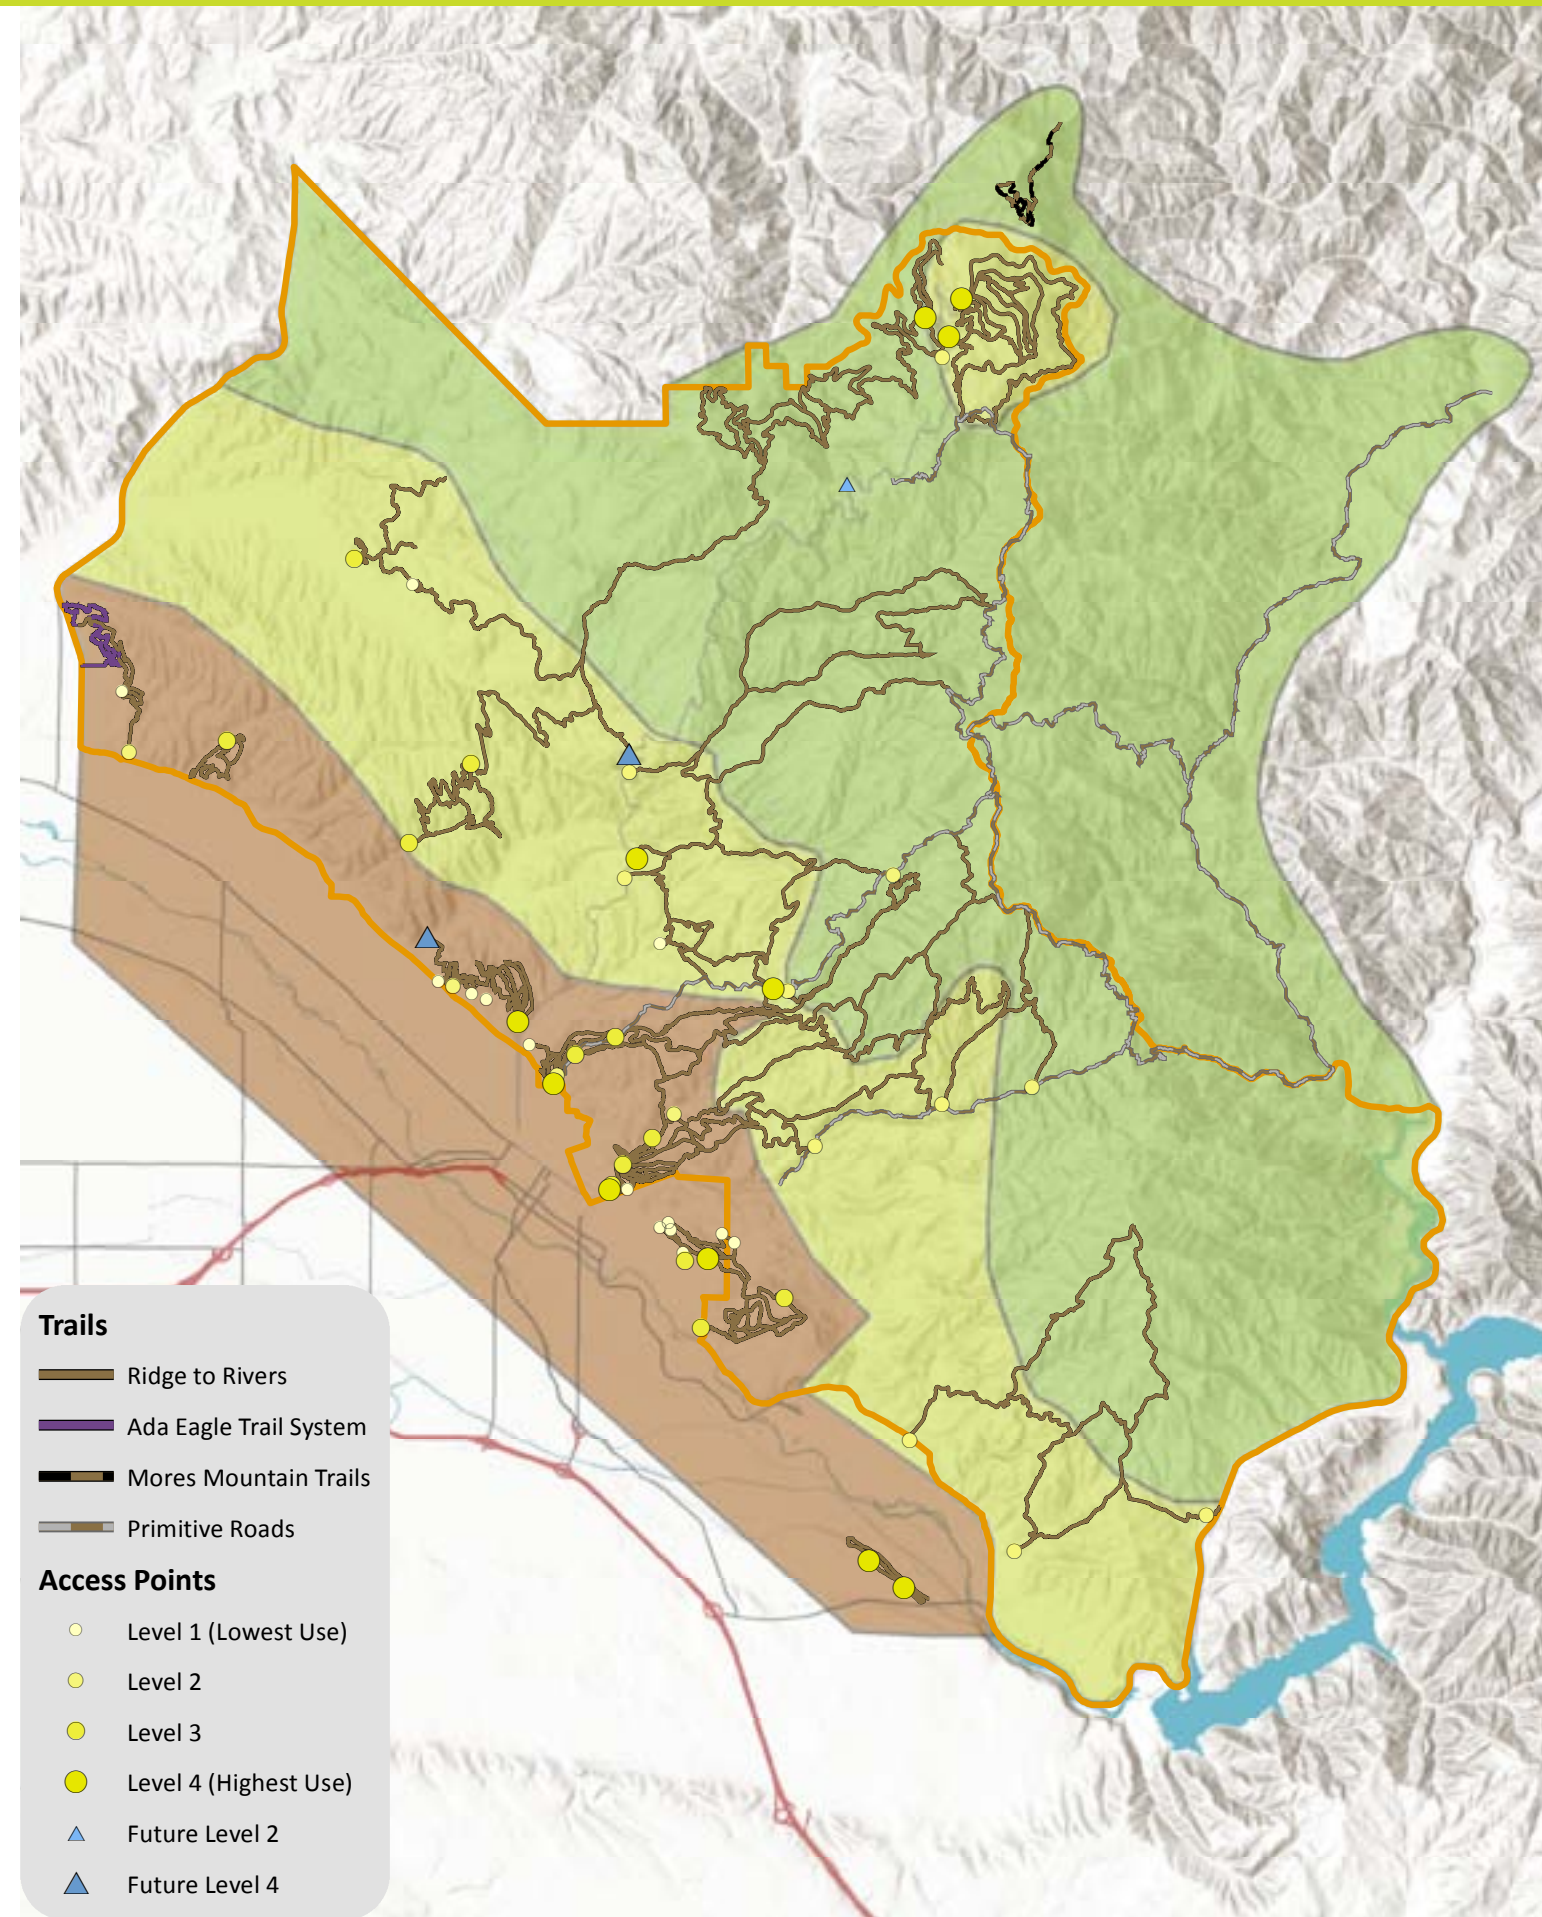 Trails
Ridge to Rivers
Ada Eagle Trail System
Mores Mountain Trails
Primitive Roads
Access Points
Level 1 (Lowest Use)
Level 2
Level 3
Level 4 (Highest Use)
Future Level 2
Future Level 4